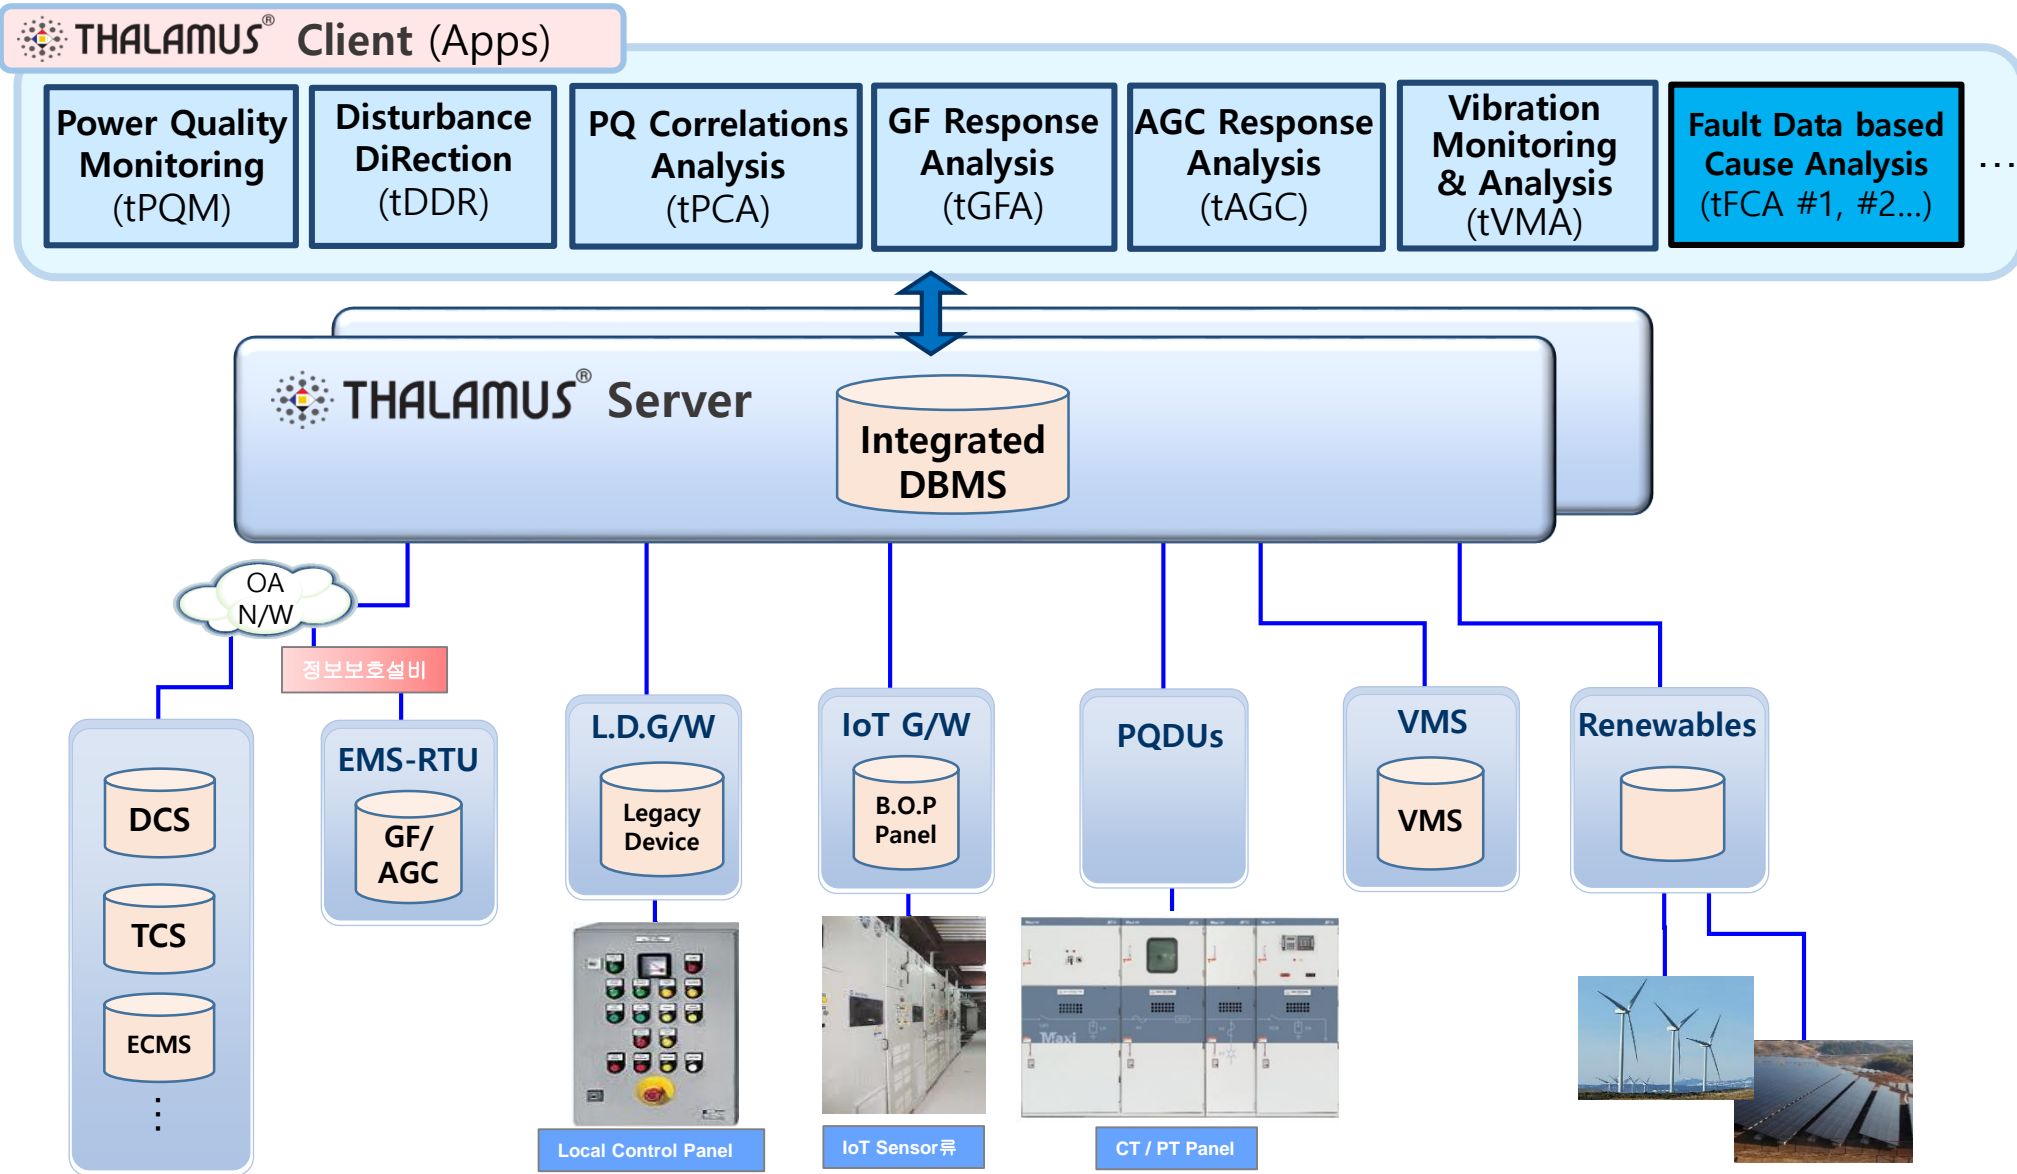 THALAMUS® Client (Apps)
Power Quality
Monitoring
(tPQM)
Disturbance
DiRection
(tDDR)
PQ Correlations
Analysis
(tPCA)
GF Response
Analysis
(tGFA)
AGC Response
Analysis
(tAGC)
Vibration
Monitoring
& Analysis
(tVMA)
Fault Data based
Cause Analysis
(tFCA #1, #2...)
...
THALAMUS® Server
Integrated
DBMS
OA
N/W
정보보호설비
DCS
TCS
ECMS
⋮
EMS-RTU
GF/
AGC
L.D.G/W
Legacy
Device
IoT G/W
B.O.P
Panel
PQDUs
VMS
VMS
Renewables
Maxi
Local Control Panel
IoT Sensor류
CT / PT Panel